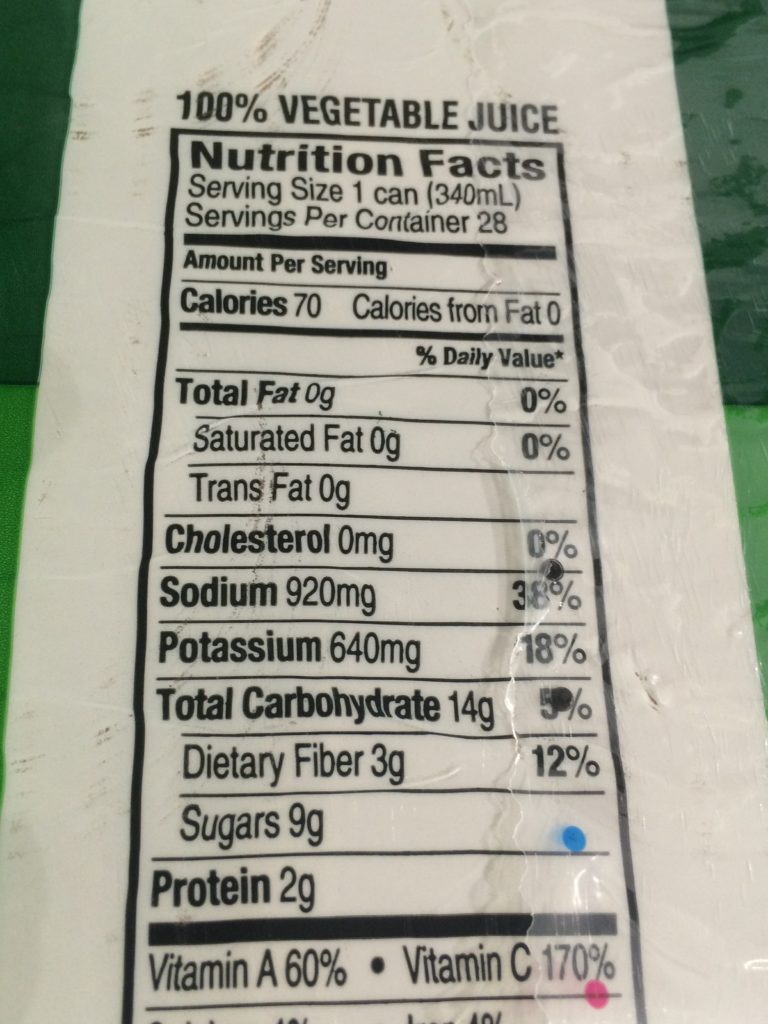 100% VEGETABLE JUICE
Nutrition Facts
Serving Size 1 can (340mL)
Servings Per Container 28
Amount Per Serving
Calories 70 Calories from Fat 0
% Daily Value*
Total Fat 0g 0%
Saturated Fat 0g 0%
Trans Fat 0g
Cholesterol 0mg 0%
Sodium 920mg 38%
Potassium 640mg 18%
Total Carbohydrate 14g 5%
Dietary Fiber 3g 12%
Sugars 9g
Protein 2g
Vitamin A 60% • Vitamin C 170%